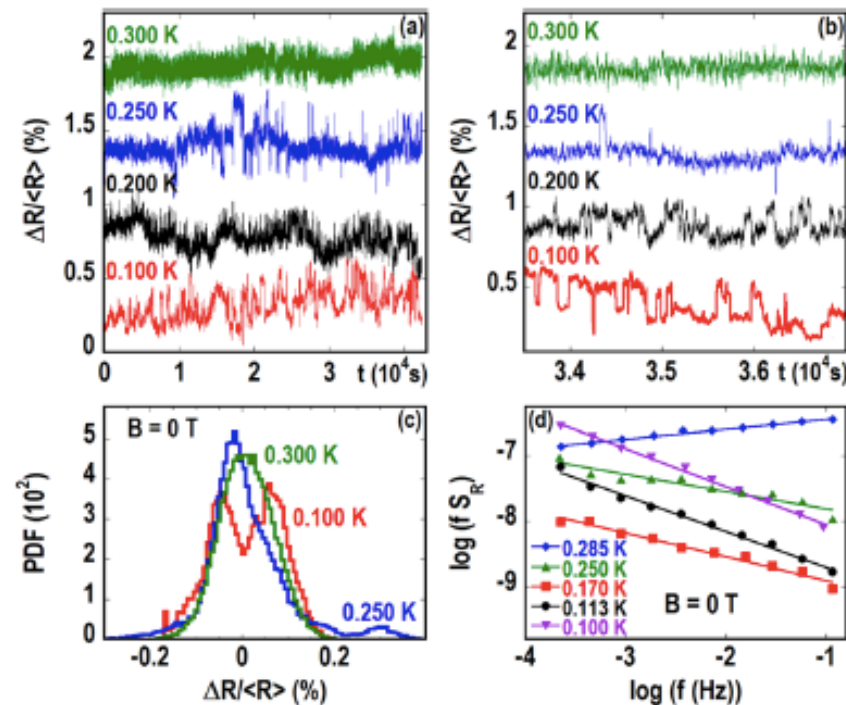 (a)
0.300 K
0.250 K
0.200 K
0.100 K
2
1.5
1
0.5
0
ΔR/<R> (%)
0 1 2 3 t (10⁴s)
(b)
0.300 K
0.250 K
0.200 K
0.100 K
2
1.5
1
0.5
ΔR/<R> (%)
3.4 3.5 3.6 t (10⁴s)
(c)
B = 0 T
0.300 K
0.100 K
0.250 K
5
4
3
2
1
0
PDF (10²)
-0.2 0 0.2
ΔR/<R> (%)
(d)
-7
-8
-9
log (f S_R)
0.285 K
0.250 K
0.170 K
0.113 K
0.100 K
B = 0 T
-4 -3 -2 -1
log (f (Hz))